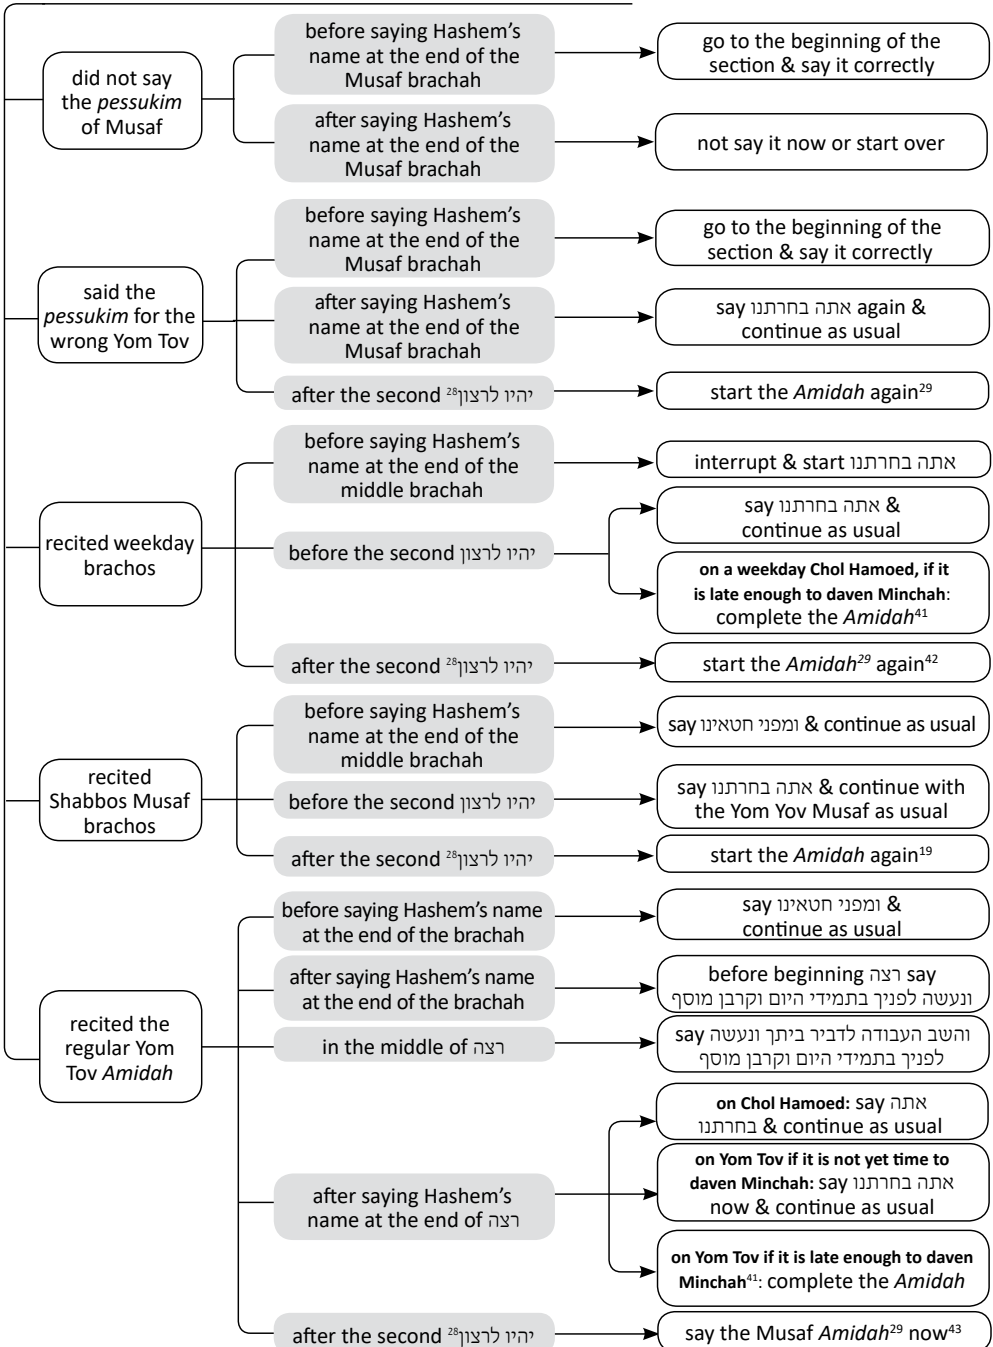 did not say
the pessukim
of Musaf
before saying Hashem's
name at the end of the
Musaf brachah
go to the beginning of the
section & say it correctly
after saying Hashem's
name at the end of the
Musaf brachah
not say it now or start over
said the
pessukim for the
wrong Yom Tov
before saying Hashem's
name at the end of the
Musaf brachah
go to the beginning of the
section & say it correctly
after saying Hashem's
name at the end of the
Musaf brachah
say אתה בחרתנו again &
continue as usual
after the second יהיו לרצון28
start the Amidah again29
recited weekday
brachos
before saying Hashem's
name at the end of the
middle brachah
interrupt & start אתה בחרתנו
before the second יהיו לרצון
say אתה בחרתנו &
continue as usual
on a weekday Chol Hamoed, if it
is late enough to daven Minchah:
complete the Amidah41
after the second יהיו לרצון28
start the Amidah29 again42
recited
Shabbos Musaf
brachos
before saying Hashem's
name at the end of the
middle brachah
say ומפני חטאינו & continue as usual
before the second יהיו לרצון
say אתה בחרתנו & continue with
the Yom Yov Musaf as usual
after the second יהיו לרצון28
start the Amidah again19
recited the
regular Yom
Tov Amidah
before saying Hashem's name
at the end of the brachah
say ומפני חטאינו &
continue as usual
after saying Hashem's name
at the end of the brachah
before beginning רצה say
ונעשה לפניך בתמידי היום וקרבן מוסף
in the middle of רצה
say והשב העבודה לדביר ביתך ונעשה
לפניך בתמידי היום וקרבן מוסף
after saying Hashem's
name at the end of רצה
on Chol Hamoed: say אתה
בחרתנו & continue as usual
on Yom Tov if it is not yet time to
daven Minchah: say אתה בחרתנו
now & continue as usual
on Yom Tov if it is late enough to daven
Minchah41: complete the Amidah
after the second יהיו לרצון28
say the Musaf Amidah29 now43